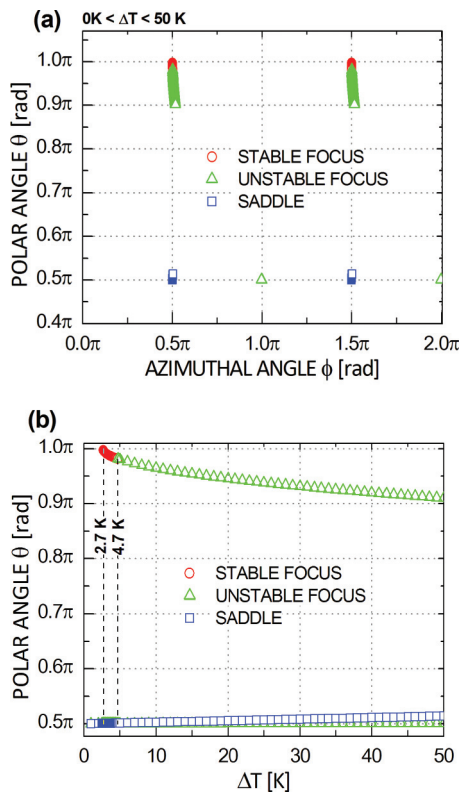 (a) 0K < ΔT < 50 K
POLAR ANGLE θ [rad]
1.0π
0.9π
0.8π
0.7π
0.6π
0.5π
0.4π
STABLE FOCUS
UNSTABLE FOCUS
SADDLE
0.0π 0.5π 1.0π 1.5π 2.0π
AZIMUTHAL ANGLE ϕ [rad]
(b)
POLAR ANGLE θ [rad]
1.0π
0.9π
0.8π
0.7π
0.6π
0.5π
2.7 K
4.7 K
STABLE FOCUS
UNSTABLE FOCUS
SADDLE
0 10 20 30 40 50
ΔT [K]